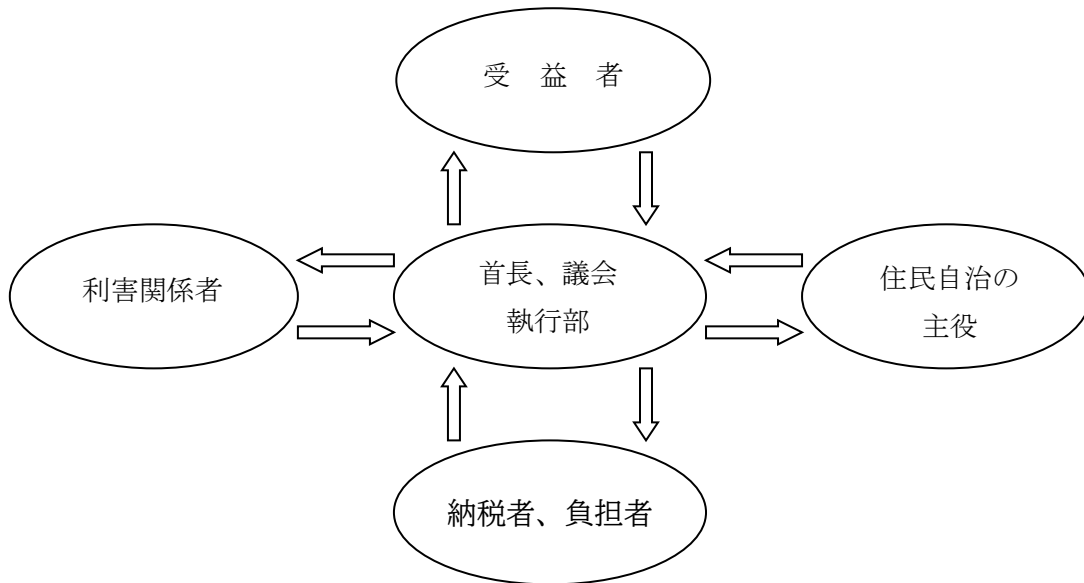 受　益　者
利害関係者
首長、議会
執行部
住民自治の
主役
納税者、負担者